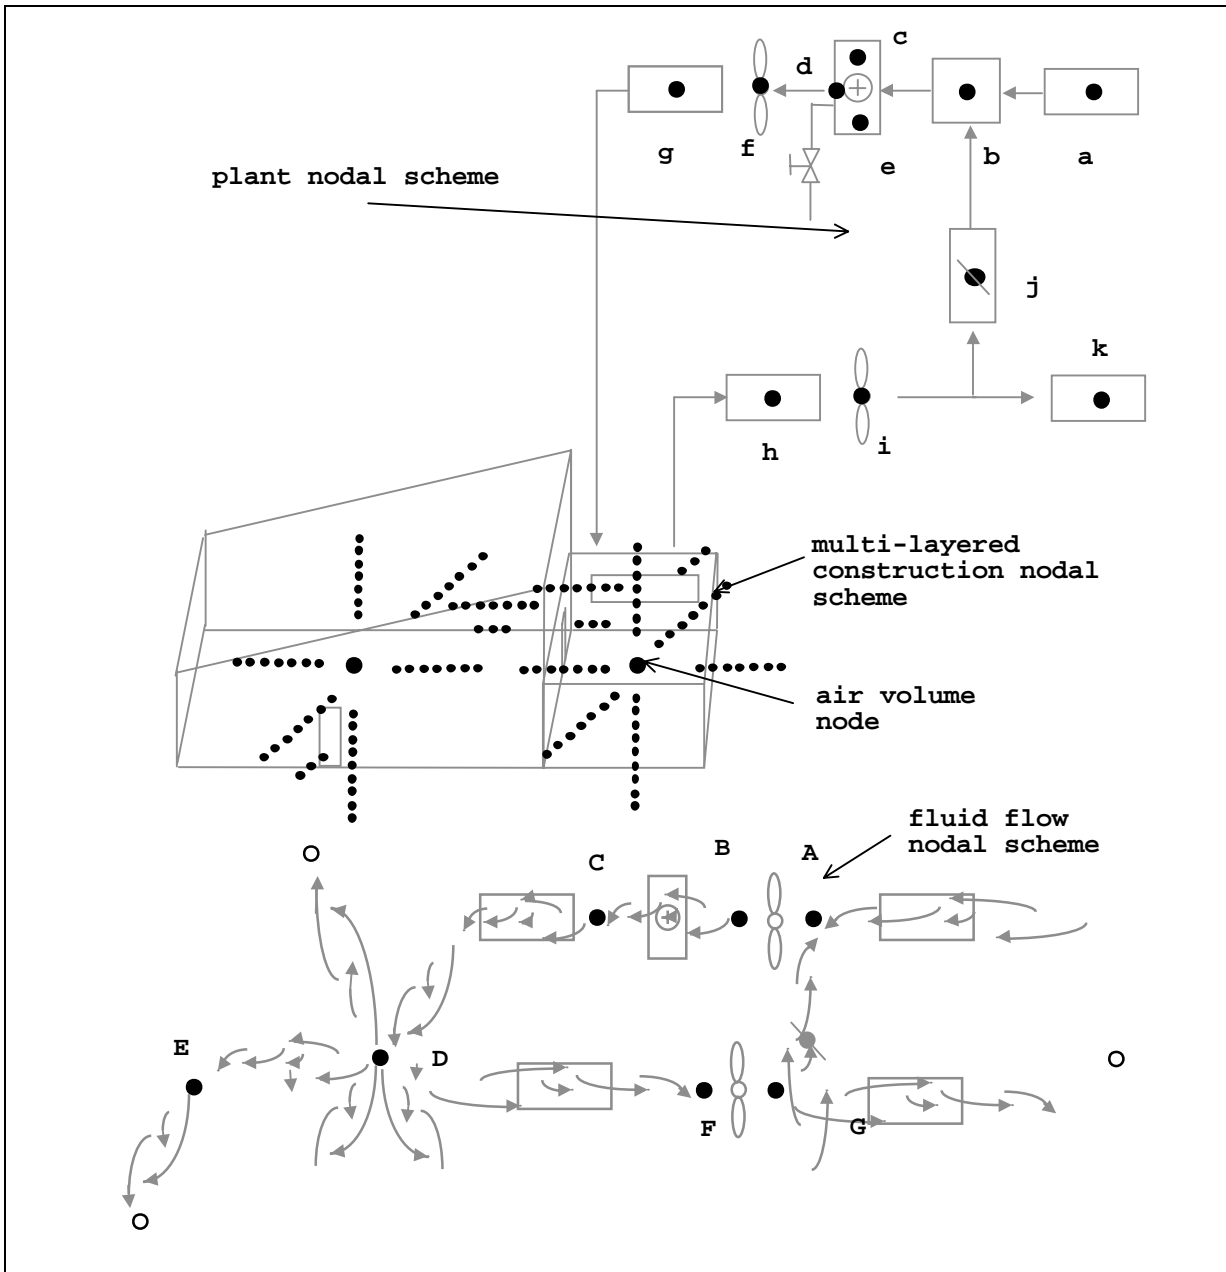 c
d
g
f
e
b
a
plant nodal scheme
j
k
h
i
multi-layered
construction nodal
scheme
air volume
node
fluid flow
nodal scheme
C
B
A
E
D
F
G